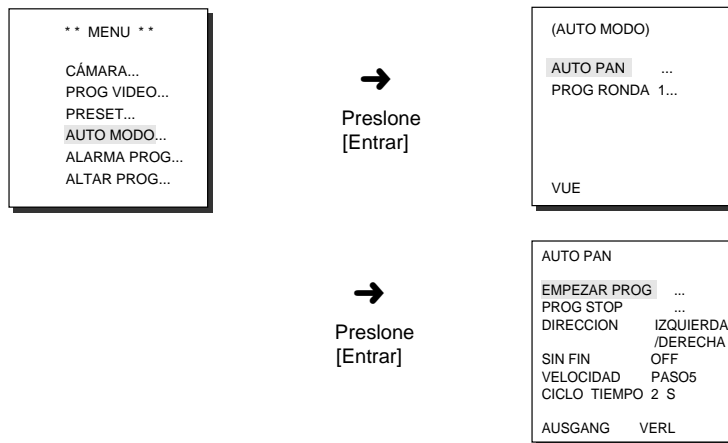 * * MENU * *
CÁMARA...
PROG VIDEO...
PRESET...
AUTO MODO...
ALARMA PROG...
ALTAR PROG...
Preslone
[Entrar]
(AUTO MODO)
AUTO PAN ...
PROG RONDA 1...
VUE
Preslone
[Entrar]
AUTO PAN
EMPEZAR PROG ...
PROG STOP ...
DIRECCION IZQUIERDA
/DERECHA
SIN FIN OFF
VELOCIDAD PASO5
CICLO TIEMPO 2 S
AUSGANG VERL